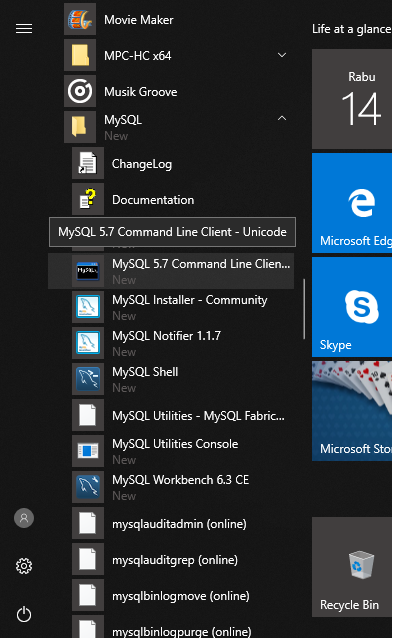 Movie Maker
Life at a glance
MPC-HC x64
Rabu
14
Musik Groove
MySQL
New
ChangeLog
Documentation
Microsoft Edg
MySQL 5.7 Command Line Client - Unicode
MySQL 5.7 Command Line Clien...
New
MySQL Installer - Community
New
MySQL Notifier 1.1.7
New
Skype
MySQL Shell
New
MySQL Utilities - MySQL Fabric...
MySQL Utilities Console
New
Microsoft Sto
MySQL Workbench 6.3 CE
New
mysqlauditadmin (online)
mysqlauditgrep (online)
mysqlbinlogmove (online)
Recycle Bin
mysqlbinlogpurge (online)